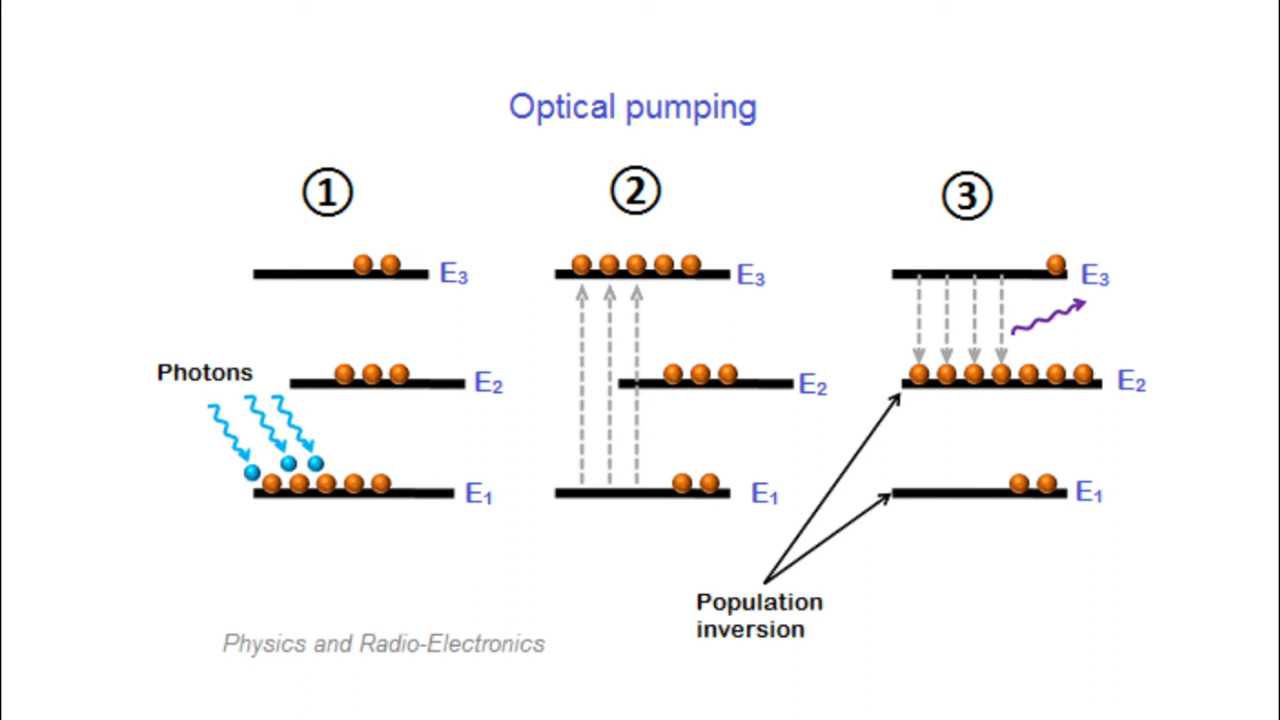 Optical pumping
1 2 3
E₃ E₃ E₃
Photons
E₂ E₂ E₂
E₁ E₁ E₁
Population
inversion
Physics and Radio-Electronics